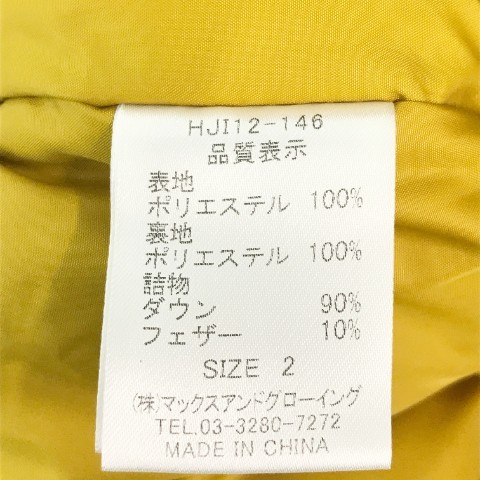 HJI12-146
品質表示
表地
ポリエステル 100%
裏地
ポリエステル 100%
詰物
ダウン 90%
フェザー 10%
SIZE 2
(株)マックスアンドグローイング
TEL.03-3280-7272
MADE IN CHINA